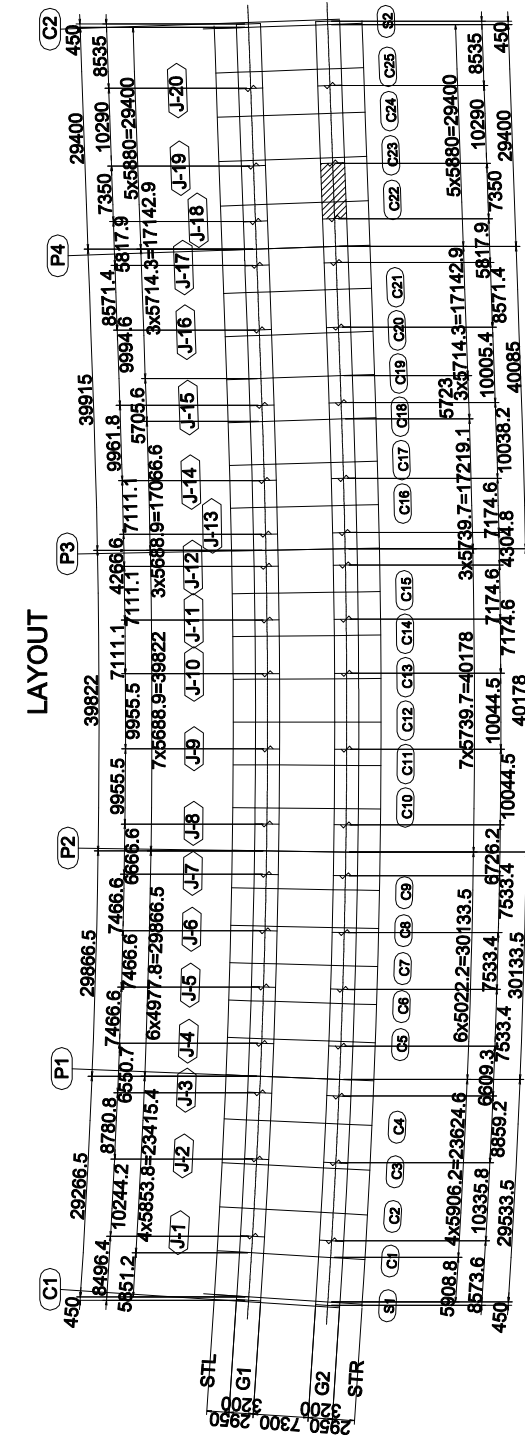 LAYOUT
C1 P1 P2 P3 P4 C2
450 29266.5 29866.5 39822 39915 29400 450
8496.4 10244.2 8780.8 6550.7 7466.6 7466.6 7466.6 6666.6 9955.5 9955.5 7111.1 7111.1 4266.6 7111.1 9961.8 9994.6 8571.4 5817.9 7350 10290 8535
5851.2 4x5853.8=23415.4 6x4977.8=29866.5 7x5688.9=39822 3x5688.9=17066.6 5705.6 3x5714.3=17142.9 5x5880=29400
J-1 J-2 J-3 J-4 J-5 J-6 J-7 J-8 J-9 J-10 J-11 J-12 J-13 J-14 J-15 J-16 J-17 J-18 J-19 J-20
STL
G1
G2
STR
2950 3200 7300 3200 2950
S1 C1 C2 C3 C4 C5 C6 C7 C8 C9 C10 C11 C12 C13 C14 C15 C16 C17 C18 C19 C20 C21 C22 C23 C24 C25 S2
5908.8 4x5906.2=23624.6 6x5022.2=30133.5 7x5739.7=40178 3x5739.7=17219.1 5723 3x5714.3=17142.9 5x5880=29400
8573.6 10335.8 8859.2 6609.3 7533.4 7533.4 7533.4 6726.2 10044.5 10044.5 7174.6 7174.6 4304.8 7174.6 10038.2 10005.4 8571.4 5817.9 7350 10290 8535
450 29533.5 30133.5 40178 40085 29400 450